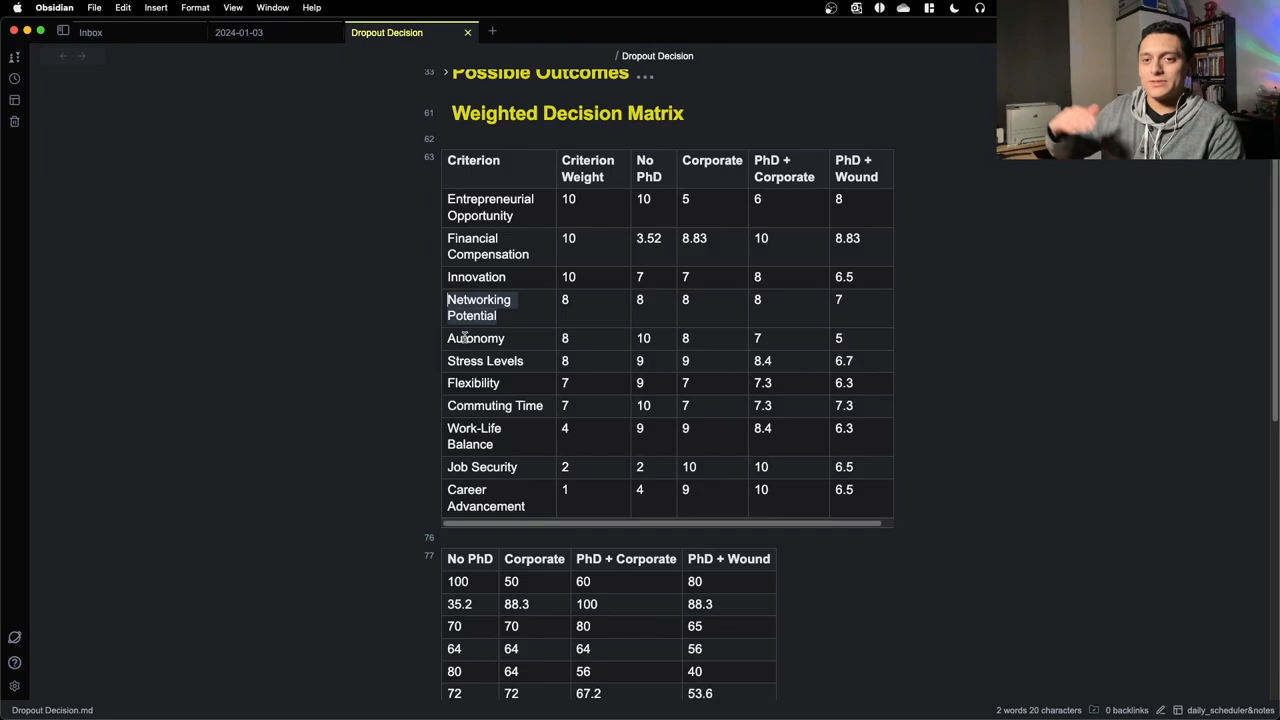 Obsidian File Edit Insert Format View Window Help
Inbox 2024-01-03 Dropout Decision
/ Dropout Decision
33 Possible Outcomes ...
61 Weighted Decision Matrix
62
63
Criterion Criterion Weight No PhD Corporate PhD + Corporate PhD + Wound
Entrepreneurial Opportunity 10 10 5 6 8
Financial Compensation 10 3.52 8.83 10 8.83
Innovation 10 7 7 8 6.5
Networking Potential 8 8 8 8 7
Autonomy 8 10 8 7 5
Stress Levels 8 9 9 8.4 6.7
Flexibility 7 9 7 7.3 6.3
Commuting Time 7 10 7 7.3 7.3
Work-Life Balance 4 9 9 8.4 6.3
Job Security 2 2 10 10 6.5
Career Advancement 1 4 9 10 6.5
76
77
No PhD Corporate PhD + Corporate PhD + Wound
100 50 60 80
35.2 88.3 100 88.3
70 70 80 65
64 64 64 56
80 64 56 40
72 72 67.2 53.6
Dropout Decision.md 2 words 20 characters 0 backlinks daily_scheduler&notes